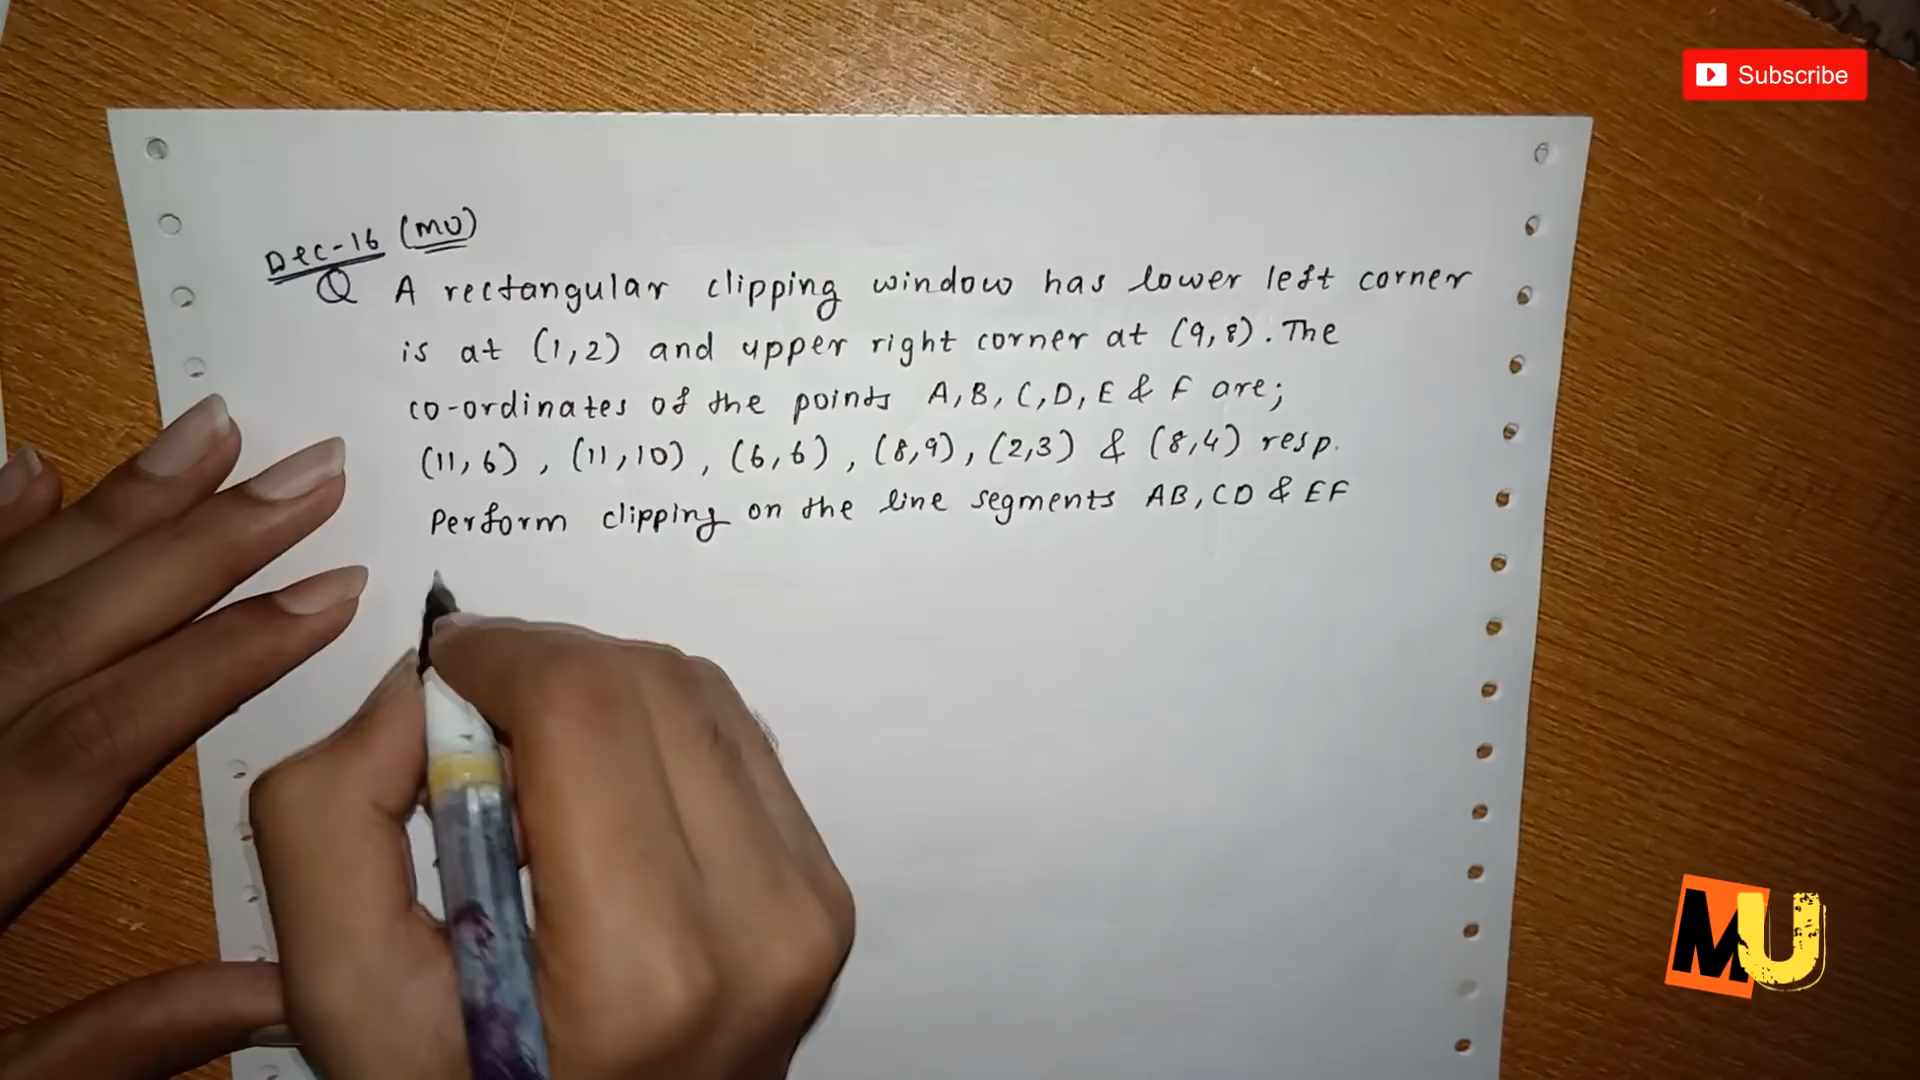 Subscribe
Dec-16 (MU)
Q A rectangular clipping window has lower left corner
is at (1,2) and upper right corner at (9,8). The
co-ordinates of the points A, B, C, D, E & F are;
(11,6), (11,10), (6,6), (8,9), (2,3) & (8,4) resp.
Perform clipping on the line segments AB, CD & EF
MU